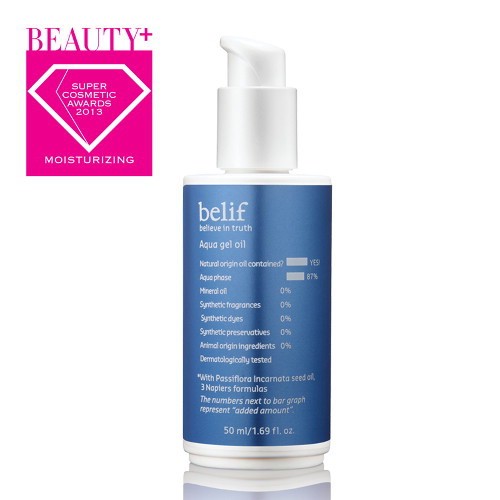 BEAUTY+
SUPER
COSMETIC
AWARDS
2013
MOISTURIZING
belif
believe in truth
Aqua gel oil
Natural origin oil contained? YES!
Aqua phase 67%
Mineral oil 0%
Synthetic fragrances 0%
Synthetic dyes 0%
Synthetic preservatives 0%
Animal origin ingredients 0%
Dermatologically tested
*With Passiflora Incarnata seed oil,
3 Napiers formulas
The numbers next to bar graph
represent "added amount".
50 ml/1.69 fl. oz.